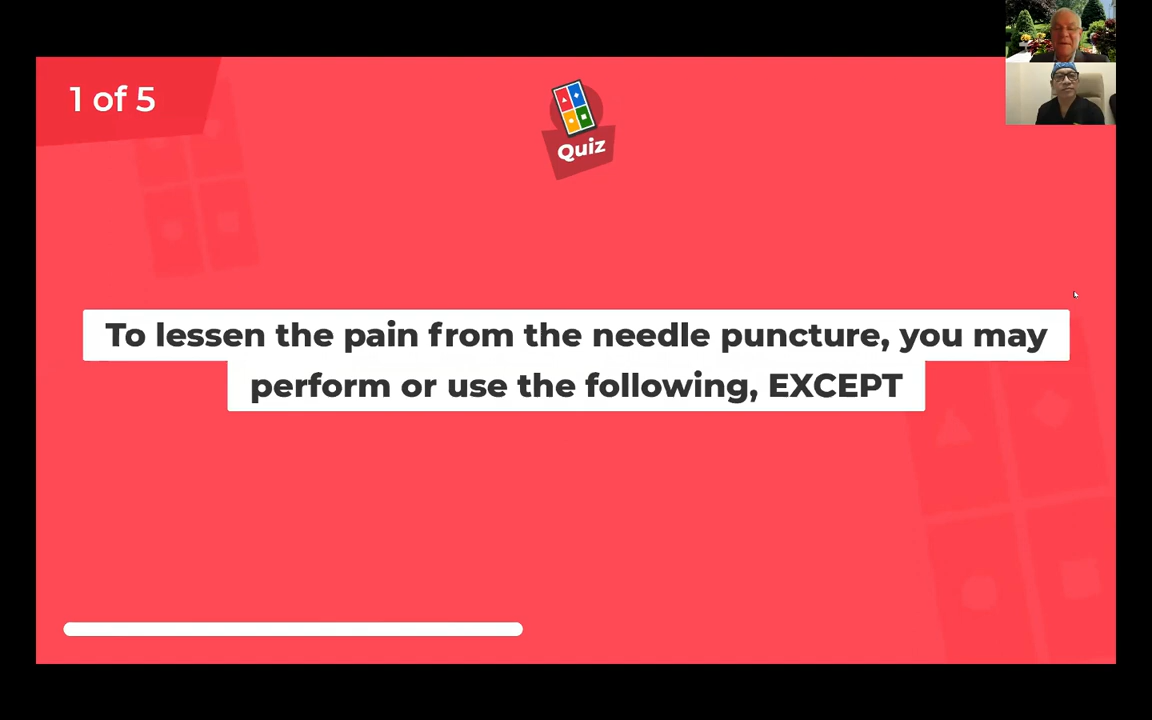 1 of 5
Quiz
To lessen the pain from the needle puncture, you may
perform or use the following, EXCEPT